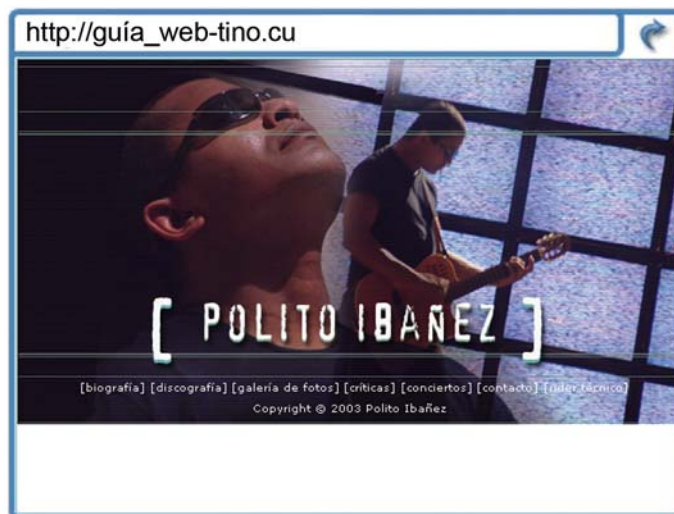 http://guía_web-tino.cu
[ POLITO IBAÑEZ ]
[biografía] [discografía] [galería de fotos] [críticas] [conciertos] [contacto] [rider técnico]
Copyright © 2003 Polito Ibañez